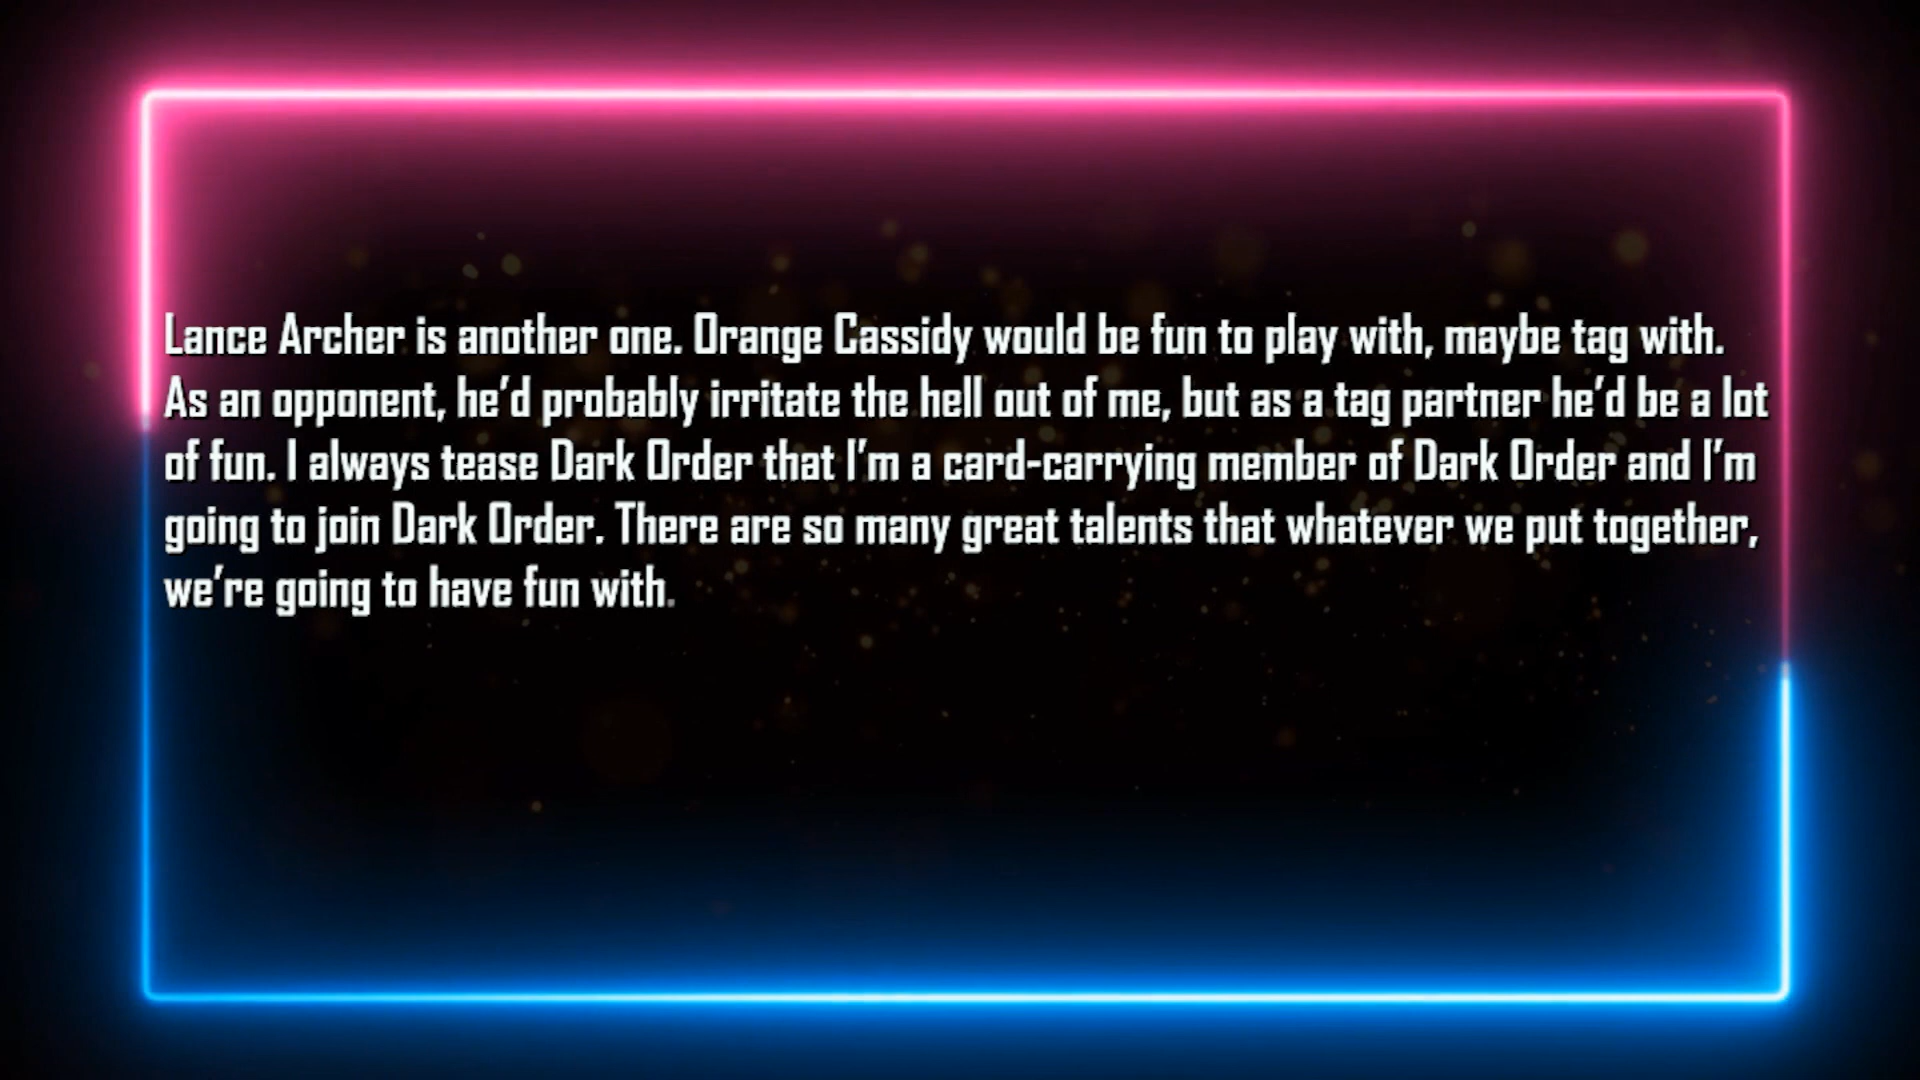 Lance Archer is another one. Orange Cassidy would be fun to play with, maybe tag with.
As an opponent, he’d probably irritate the hell out of me, but as a tag partner he’d be a lot
of fun. I always tease Dark Order that I’m a card-carrying member of Dark Order and I’m
going to join Dark Order. There are so many great talents that whatever we put together,
we’re going to have fun with.